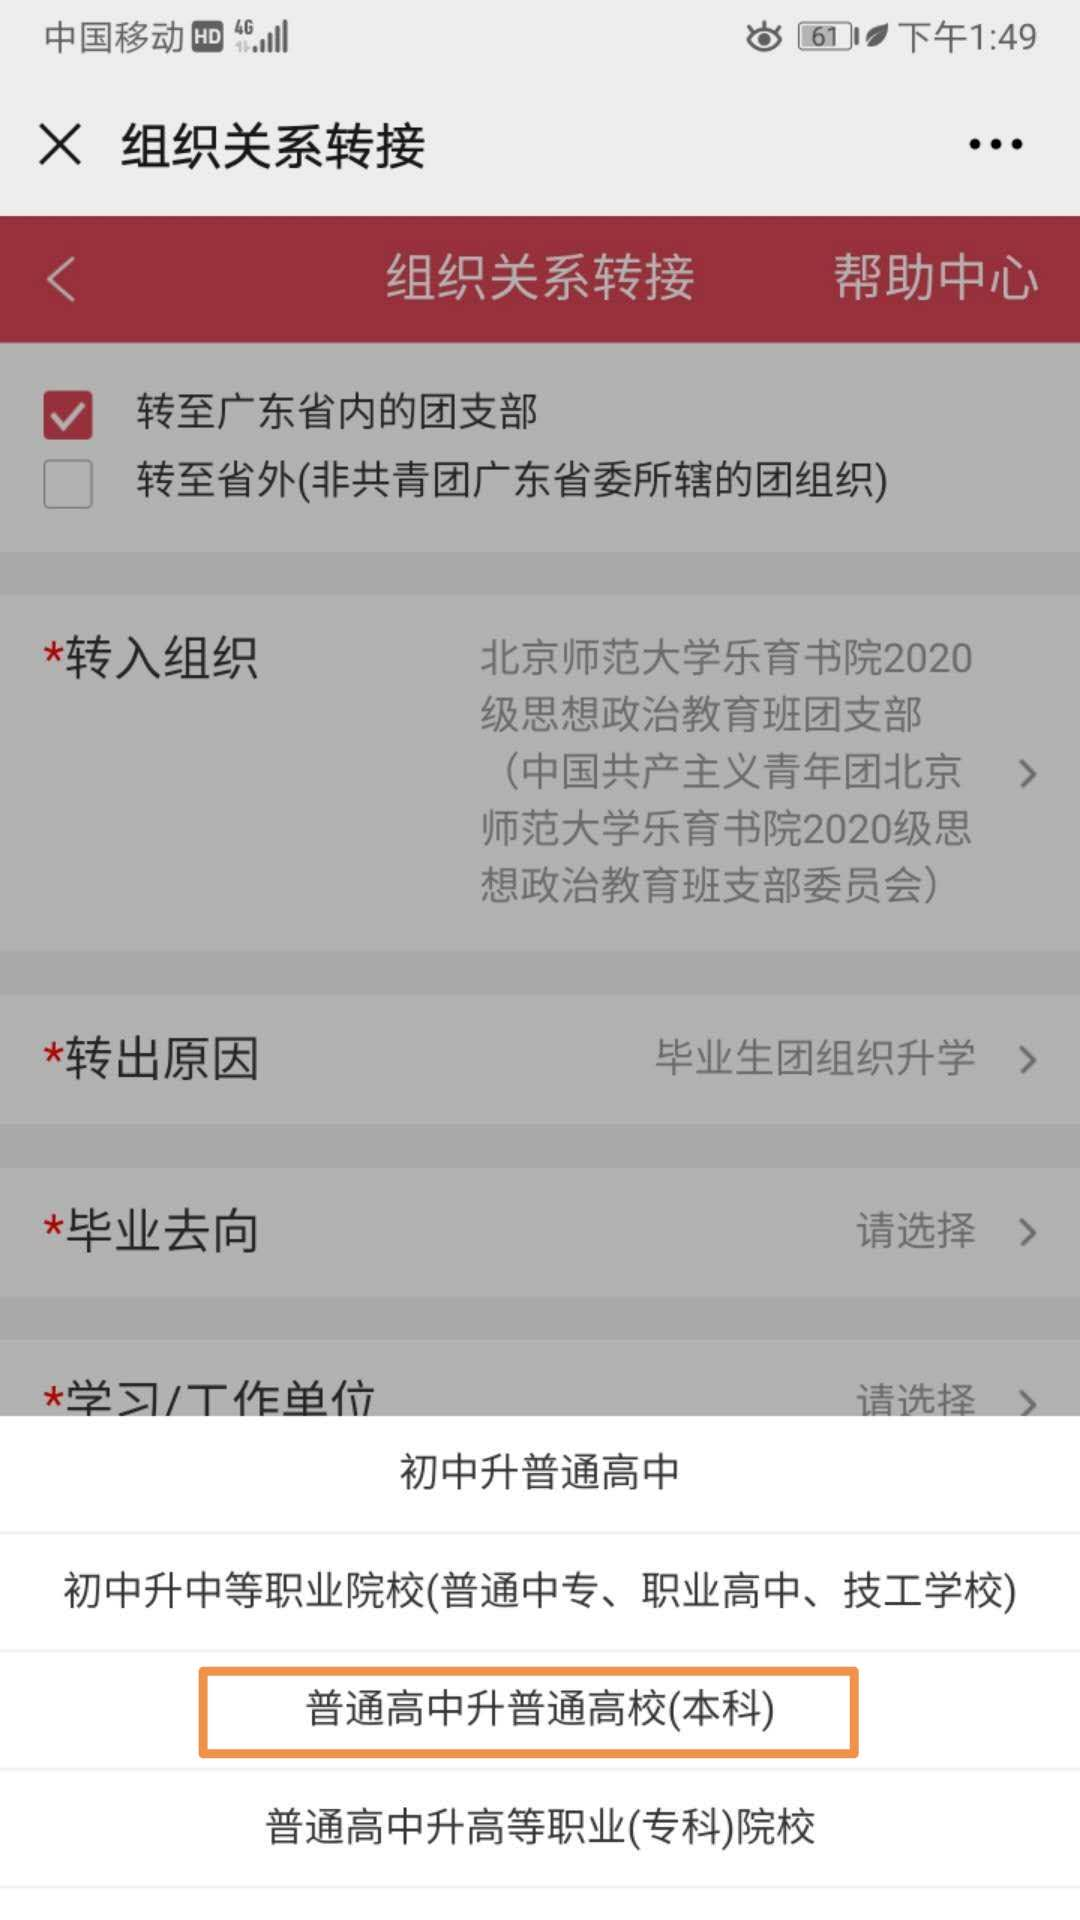 中国移动 HD 4G 61 下午1:49
组织关系转接
组织关系转接 帮助中心
转至广东省内的团支部
转至省外(非共青团广东省委所辖的团组织)
*转入组织 北京师范大学乐育书院2020
级思想政治教育班团支部
（中国共产主义青年团北京
师范大学乐育书院2020级思
想政治教育班支部委员会）
*转出原因 毕业生团组织升学
*毕业去向 请选择
*学习/工作单位 请选择
初中升普通高中
初中升中等职业院校(普通中专、职业高中、技工学校)
普通高中升普通高校(本科)
普通高中升高等职业(专科)院校